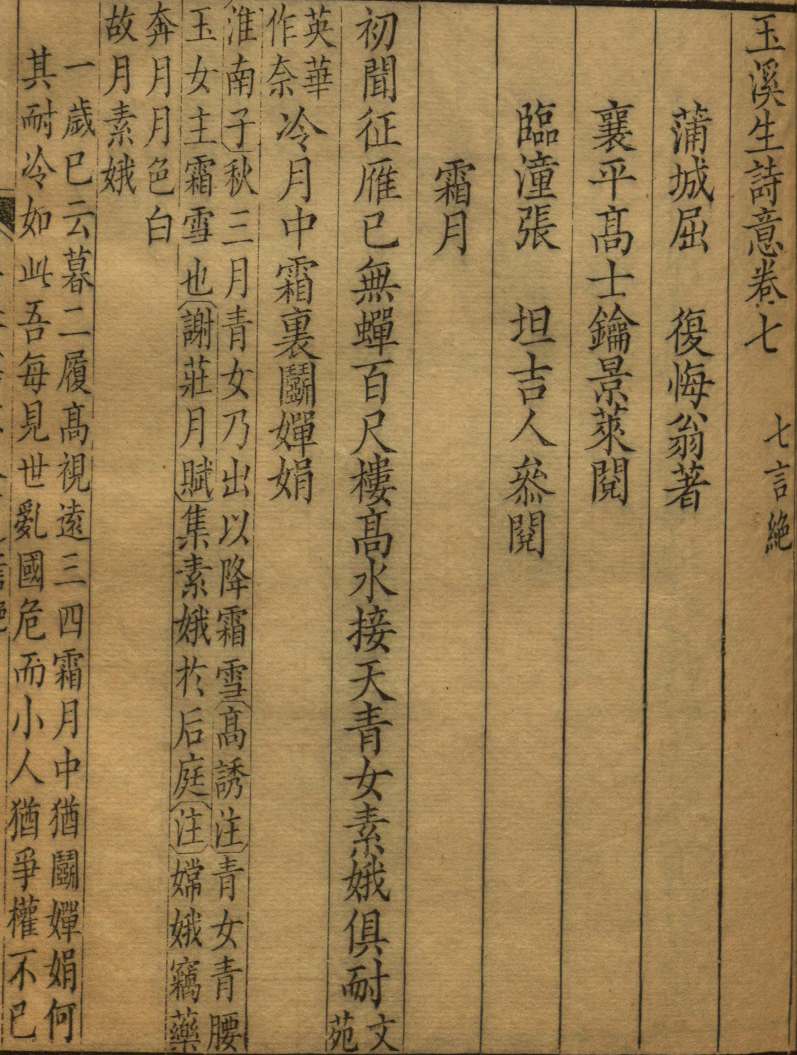 玉溪生詩意卷七 七言絶
蒲城屈 復悔翁著
襄平髙士鑰景萊閱
臨潼張 坦吉人叅閱
霜月
初聞征雁已無蟬百尺樓髙水接天青女素娥俱耐文苑
英華作奈冷月中霜裏鬭嬋娟
〔淮南子〕秋三月青女乃出以降霜雪〔髙誘注〕青女青腰
玉女主霜雪也〔謝莊月賦〕集素娥於后庭〔注〕嫦娥竊藥
奔月月色白
故月素娥
一歲已云暮二履髙視遠三四霜月中猶鬭嬋娟何
其耐冷如此吾每見世亂國危而小人猶爭權不已